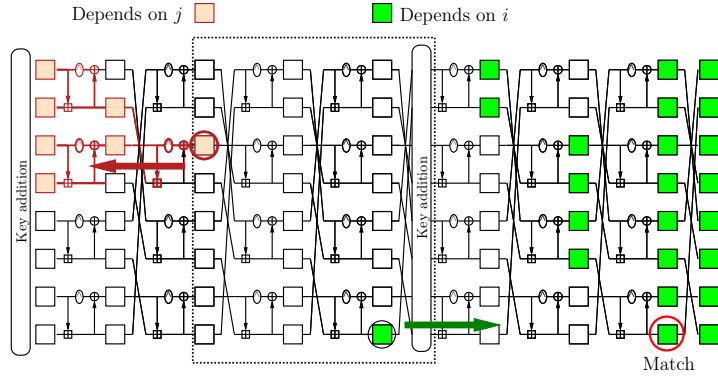 Depends on j
Depends on i
Key addition
Key addition
Match